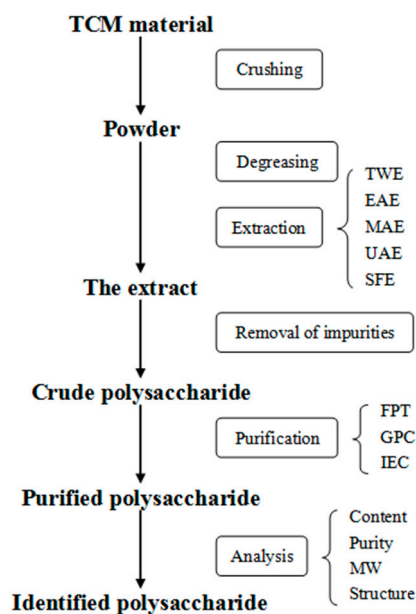 TCM material
Crushing
Powder
Degreasing
TWE
EAE
Extraction
MAE
UAE
SFE
The extract
Removal of impurities
Crude polysaccharide
FPT
Purification
GPC
IEC
Purified polysaccharide
Content
Purity
Analysis
MW
Structure
Identified polysaccharide